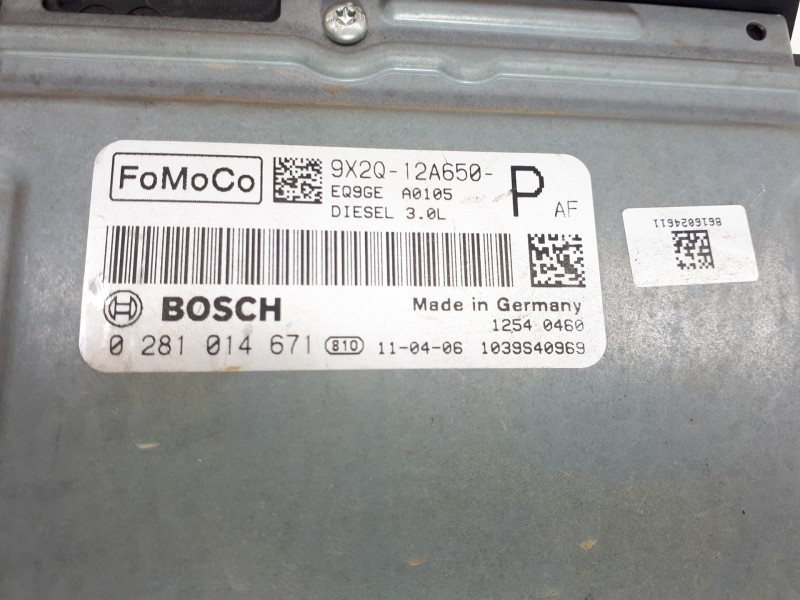 FoMoCo
9X2Q-12A650-
P
AF
EQ9GE A0105
DIESEL 3.0L
BOSCH
Made in Germany
1254 0460
0 281 014 671 810 11-04-06 1039S40969
8616024611